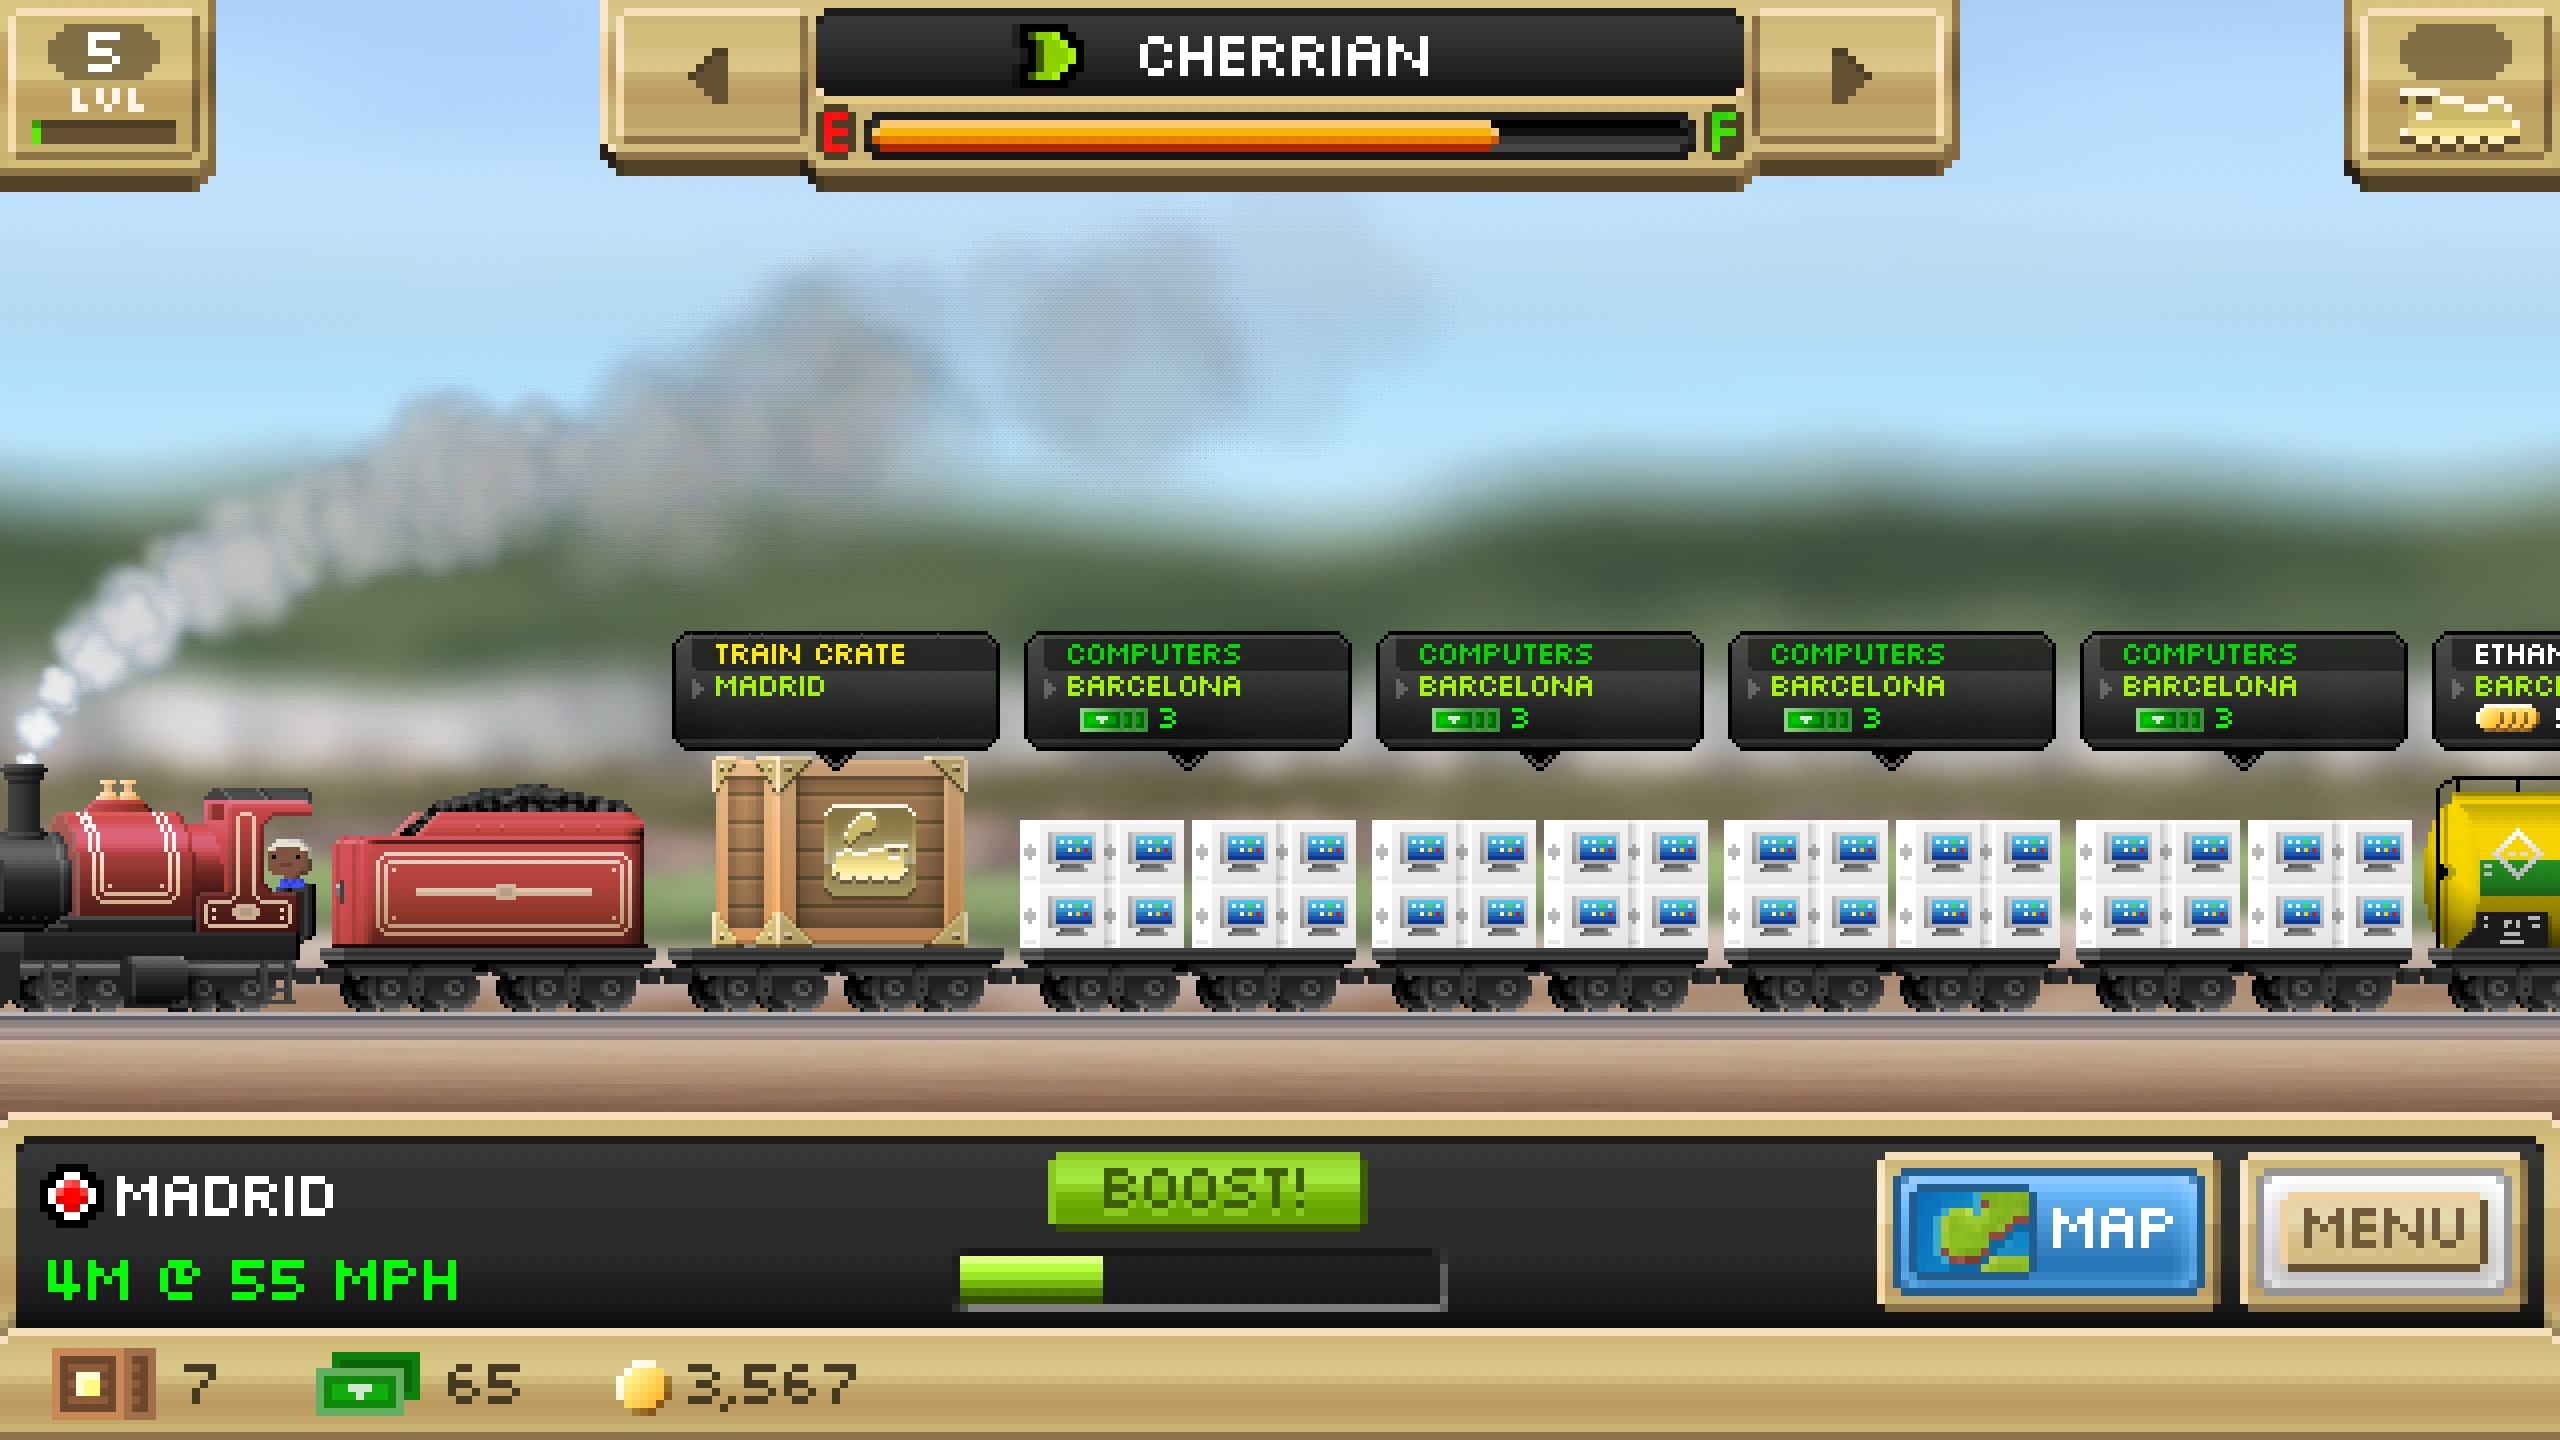 5
LVL
CHERRIAN
E
F
TRAIN CRATE
MADRID
COMPUTERS
BARCELONA
3
COMPUTERS
BARCELONA
3
COMPUTERS
BARCELONA
3
COMPUTERS
BARCELONA
3
MADRID
4M @ 55 MPH
BOOST!
MAP
MENU
7
65
3,567